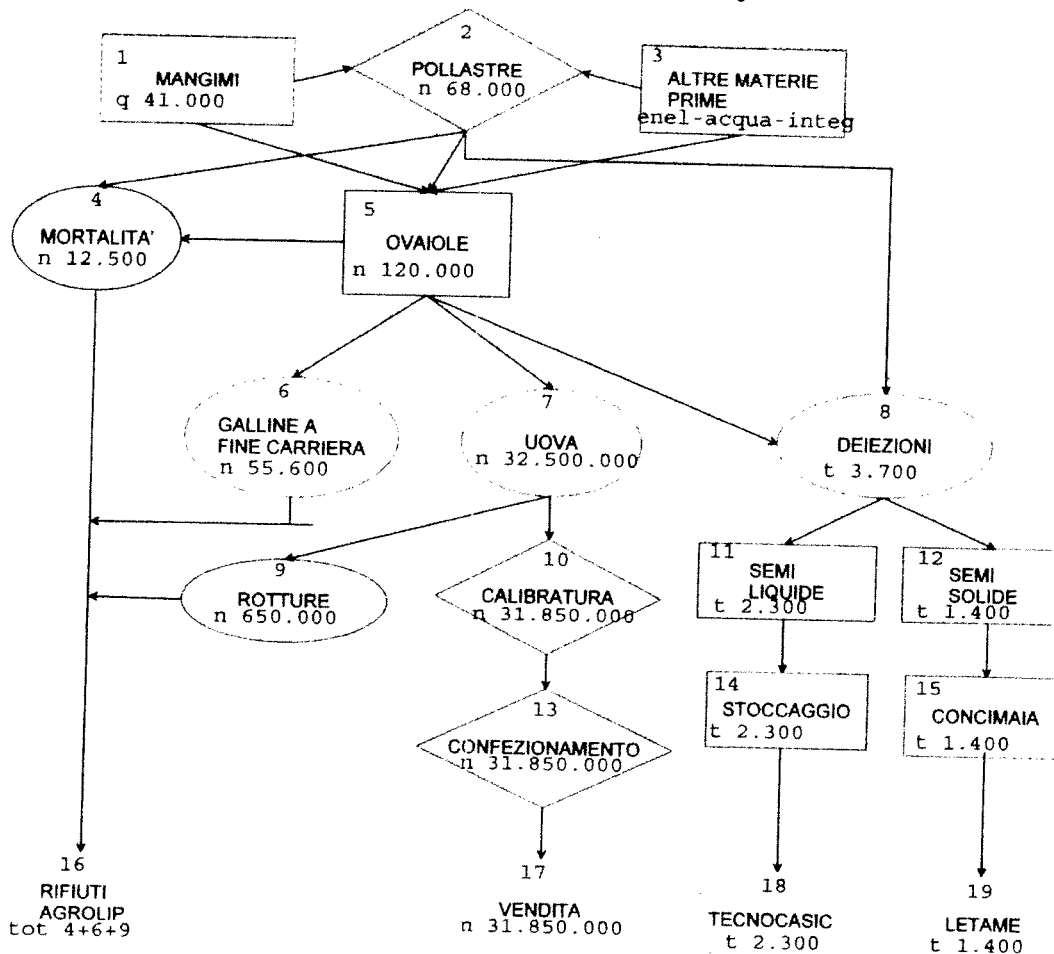 1
MANGIMI
q 41.000
2
POLLASTRE
n 68.000
3
ALTRE MATERIE
PRIME
enel-acqua-integ
4
MORTALITA'
n 12.500
5
OVAIOLE
n 120.000
6
GALLINE A
FINE CARRIERA
n 55.600
7
UOVA
n 32.500.000
8
DEIEZIONI
t 3.700
9
ROTTURE
n 650.000
10
CALIBRATURA
n 31.850.000
11
SEMI
LIQUIDE
t 2.300
12
SEMI
SOLIDE
t 1.400
13
CONFEZIONAMENTO
n 31.850.000
14
STOCCAGGIO
t 2.300
15
CONCIMAIA
t 1.400
16
RIFIUTI
AGROLIP
tot 4+6+9
17
VENDITA
n 31.850.000
18
TECNOCASIC
t 2.300
19
LETAME
t 1.400